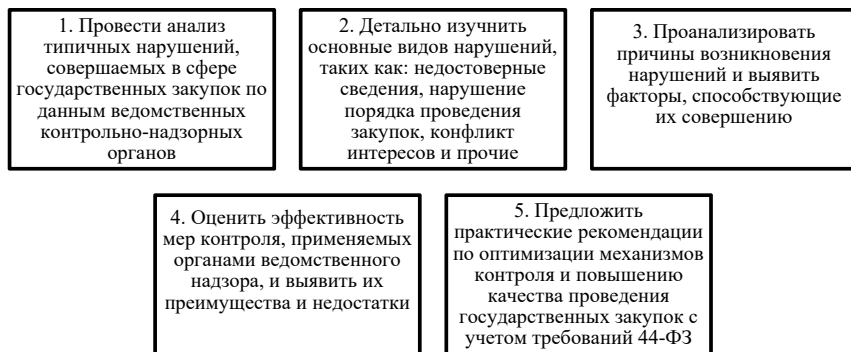 1. Провести анализ
типичных нарушений,
совершаемых в сфере
государственных закупок по
данным ведомственных
контрольно-надзорных
органов
2. Детально изучнить
основные видов нарушений,
таких как: недостоверные
сведения, нарушение
порядка проведения
закупок, конфликт
интересов и прочие
3. Проанализировать
причины возникновения
нарушений и выявить
факторы, способствующие
их совершению
4. Оценить эффективность
мер контроля, применяемых
органами ведомственного
надзора, и выявить их
преимущества и недостатки
5. Предложить
практические рекомендации
по оптимизации механизмов
контроля и повышению
качества проведения
государственных закупок с
учетом требований 44-ФЗ